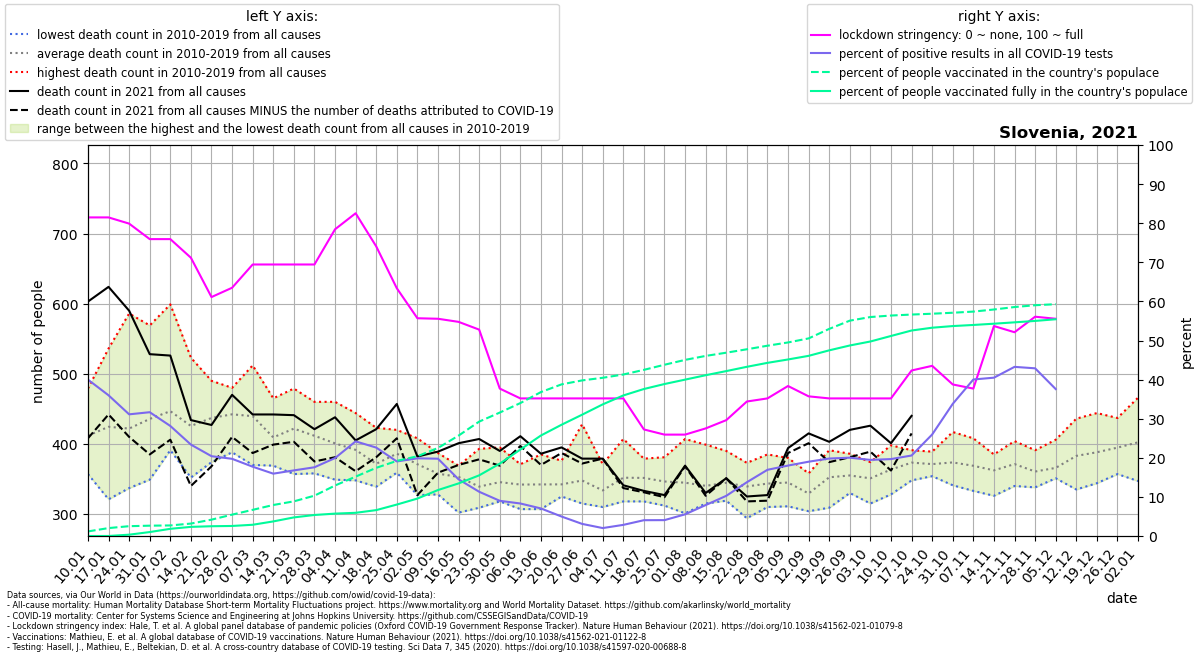 left Y axis:
lowest death count in 2010-2019 from all causes
average death count in 2010-2019 from all causes
highest death count in 2010-2019 from all causes
death count in 2021 from all causes
death count in 2021 from all causes MINUS the number of deaths attributed to COVID-19
range between the highest and the lowest death count from all causes in 2010-2019
right Y axis:
lockdown stringency: 0 ~ none, 100 ~ full
percent of positive results in all COVID-19 tests
percent of people vaccinated in the country's populace
percent of people vaccinated fully in the country's populace
Slovenia, 2021
number of people
800
700
600
500
400
300
percent
100
90
80
70
60
50
40
30
20
10
0
10.01 17.01 24.01 31.01 07.02 14.02 21.02 28.02 07.03 14.03 21.03 28.03 04.04 11.04 18.04 25.04 02.05 09.05 16.05 23.05 30.05 06.06 13.06 20.06 27.06 04.07 11.07 18.07 25.07 01.08 08.08 15.08 22.08 29.08 05.09 12.09 19.09 26.09 03.10 10.10 17.10 24.10 31.10 07.11 14.11 21.11 28.11 05.12 12.12 19.12 26.12 02.01
date
Data sources, via Our World in Data (https://ourworldindata.org, https://github.com/owid/covid-19-data):
- All-cause mortality: Human Mortality Database Short-term Mortality Fluctuations project. https://www.mortality.org and World Mortality Dataset. https://github.com/akarlinsky/world_mortality
- COVID-19 mortality: Center for Systems Science and Engineering at Johns Hopkins University. https://github.com/CSSEGISandData/COVID-19
- Lockdown stringency index: Hale, T. et al. A global panel database of pandemic policies (Oxford COVID-19 Government Response Tracker). Nature Human Behaviour (2021). https://doi.org/10.1038/s41562-021-01079-8
- Vaccinations: Mathieu, E. et al. A global database of COVID-19 vaccinations. Nature Human Behaviour (2021). https://doi.org/10.1038/s41562-021-01122-8
- Testing: Hasell, J., Mathieu, E., Beltekian, D. et al. A cross-country database of COVID-19 testing. Sci Data 7, 345 (2020). https://doi.org/10.1038/s41597-020-00688-8